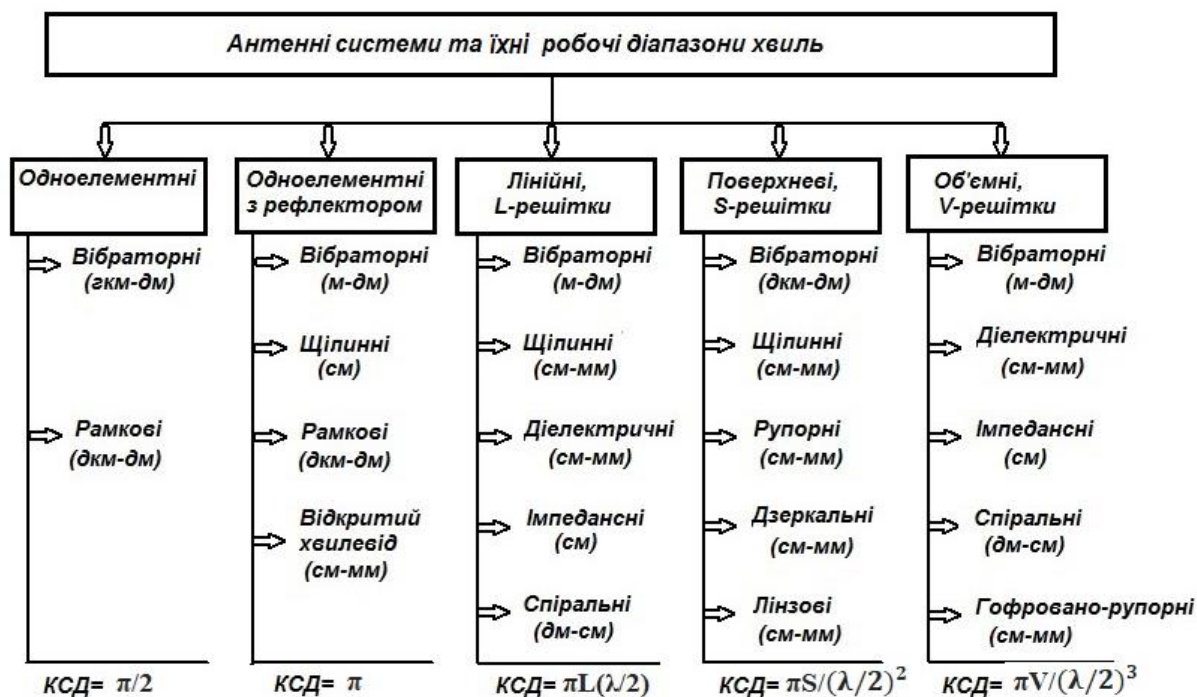 Антенні системи та їхні робочі діапазони хвиль
Одноелементні
Вібраторні
(гкм-дм)
Рамкові
(дкм-дм)
КСД= π/2
Одноелементні
з рефлектором
Вібраторні
(м-дм)
Щілинні
(см)
Рамкові
(дкм-дм)
Відкритий
хвилевід
(см-мм)
КСД= π
Лінійні,
L-решітки
Вібраторні
(м-дм)
Щілинні
(см-мм)
Діелектричні
(см-мм)
Імпедансні
(см)
Спіральні
(дм-см)
КСД= πL(λ/2)
Поверхневі,
S-решітки
Вібраторні
(дкм-дм)
Щілинні
(см-мм)
Рупорні
(см-мм)
Дзеркальні
(см-мм)
Лінзові
(см-мм)
КСД= πS/(λ/2)²
Об'ємні,
V-решітки
Вібраторні
(м-дм)
Діелектричні
(см-мм)
Імпедансні
(см)
Спіральні
(дм-см)
Гофровано-рупорні
(см-мм)
КСД= πV/(λ/2)³